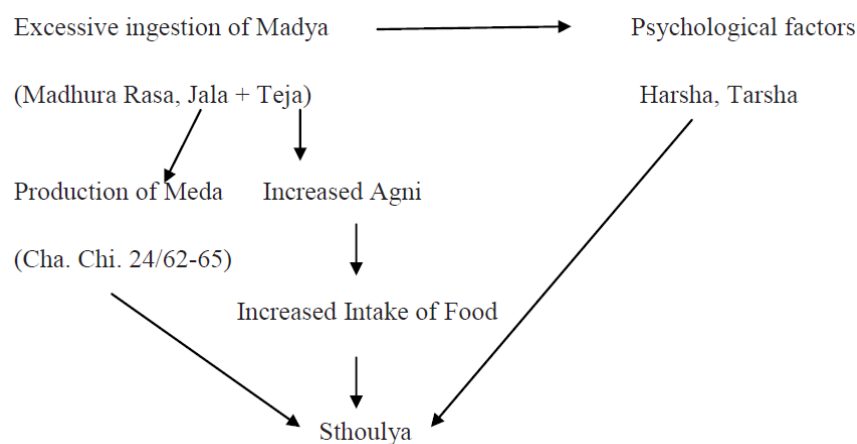 Excessive ingestion of Madya
Psychological factors
(Madhura Rasa, Jala + Teja)
Harsha, Tarsha
Production of Meda
Increased Agni
(Cha. Chi. 24/62-65)
Increased Intake of Food
Sthoulya